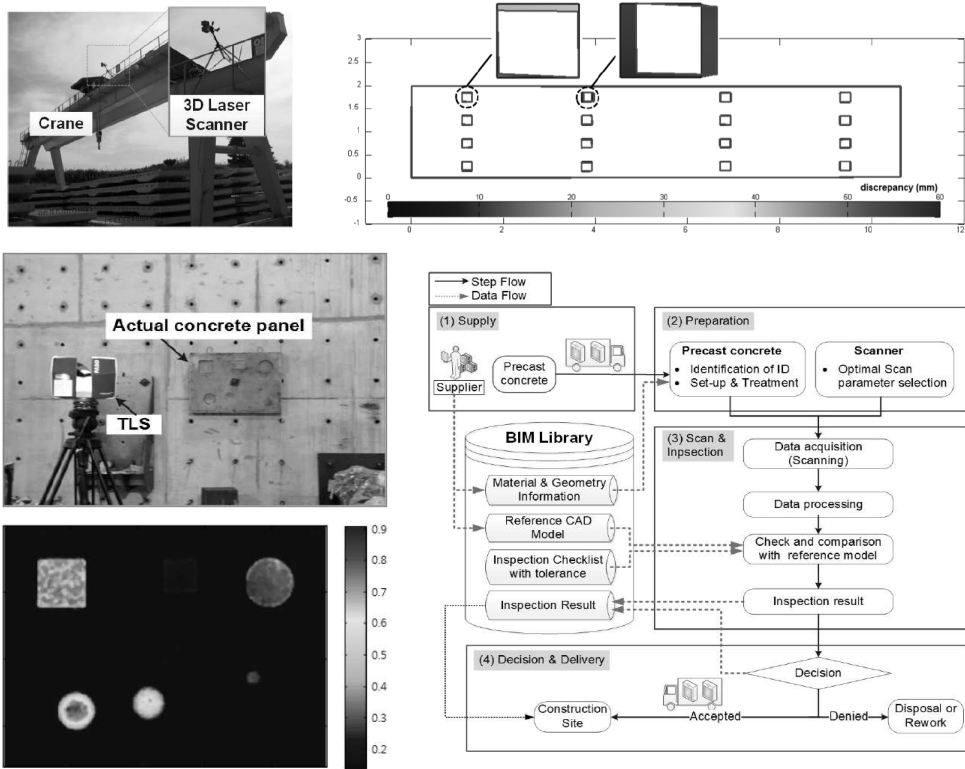 Crane
3D Laser
Scanner
3
2.5
2
1.5
1
0.5
0
-0.5
-1
discrepancy (mm)
0
10
20
30
40
50
60
0
2
4
6
8
10
12
Actual concrete panel
TLS
0.9
0.8
0.7
0.6
0.5
0.4
0.3
0.2
Step Flow
Data Flow
(1) Supply
Supplier
Precast
concrete
(2) Preparation
Precast concrete
• Identification of ID
• Set-up & Treatment
Scanner
• Optimal Scan
parameter selection
BIM Library
Material & Geometry
Information
Reference CAD
Model
Inspection Checklist
with tolerance
Inspection Result
(3) Scan &
Inpsection
Data acquisition
(Scanning)
Data processing
Check and comparison
with reference model
Inspection result
(4) Decision & Delivery
Decision
Construction
Site
Accepted
Denied
Disposal or
Rework